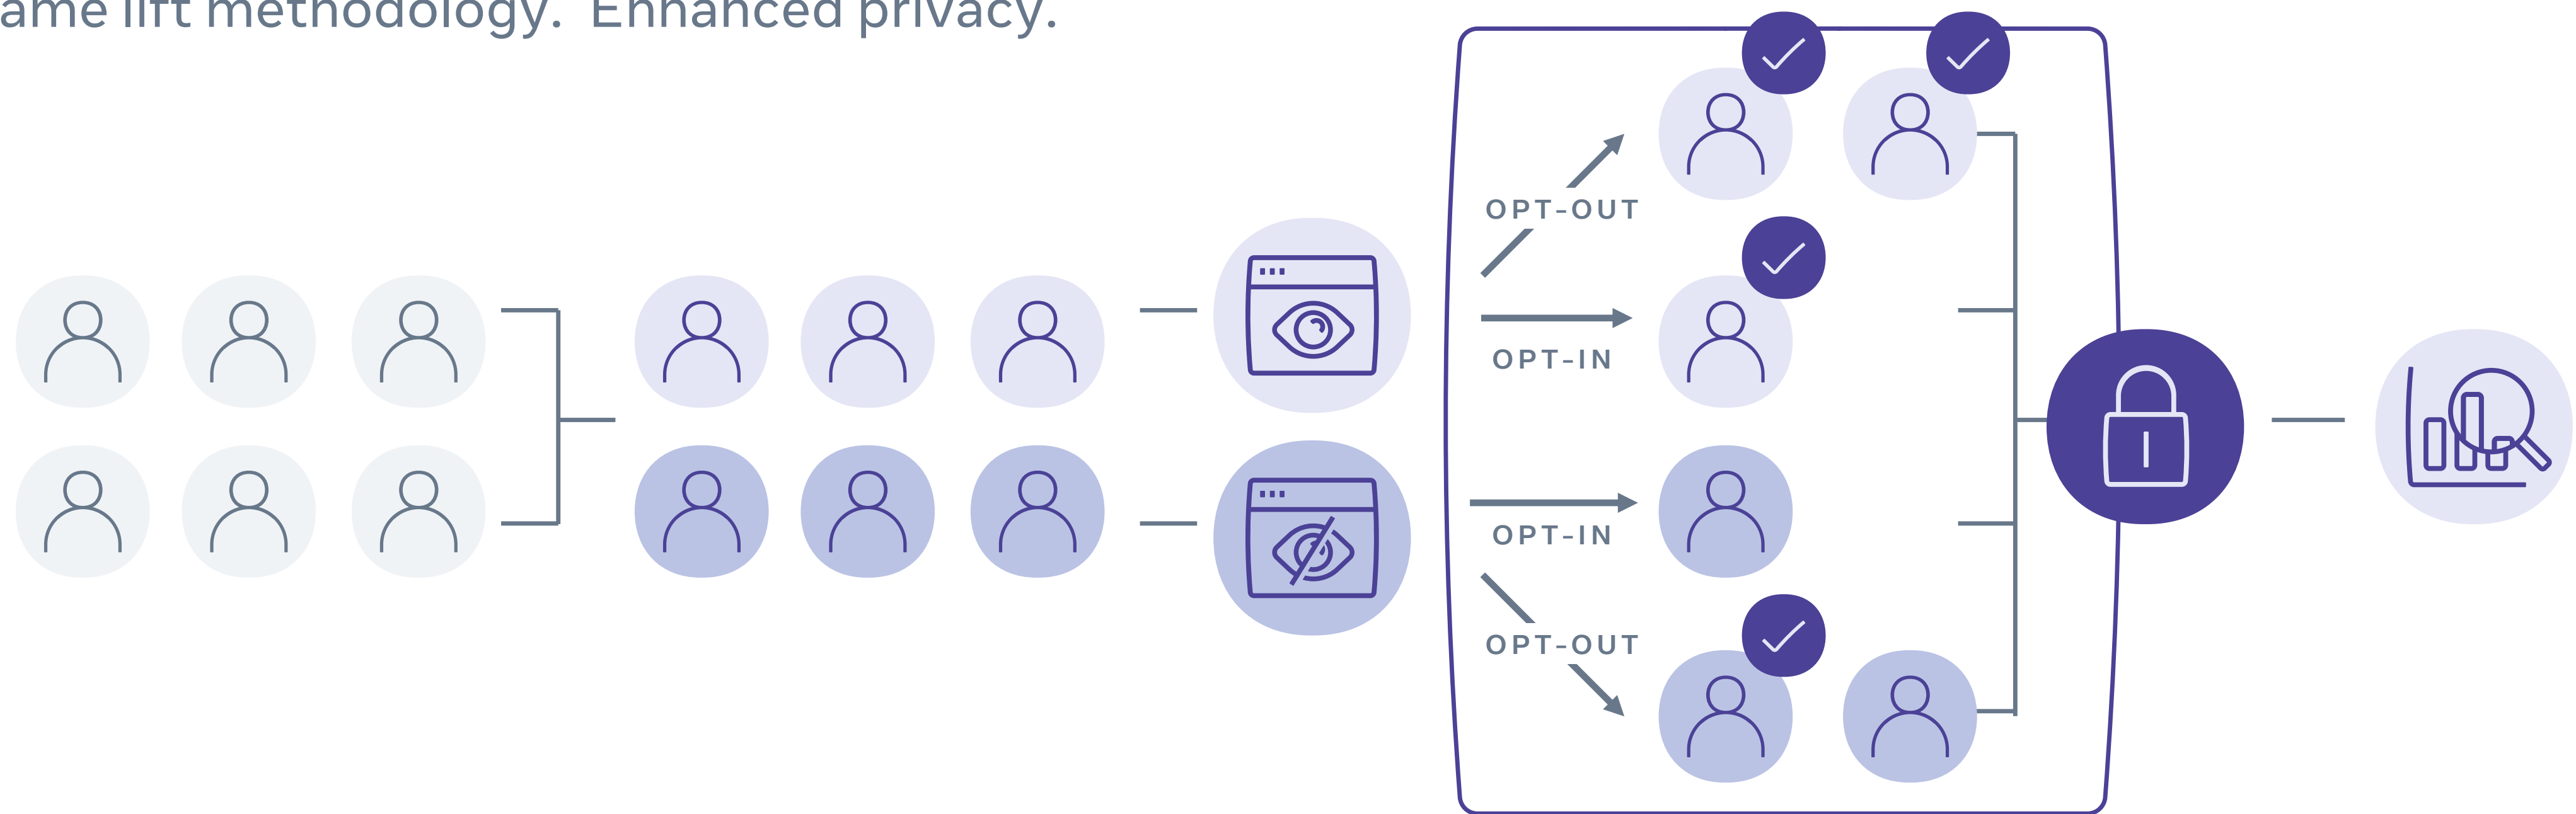 ame lift methodology. Enhanced privacy.
OPT-OUT
OPT-IN
OPT-IN
OPT-OUT